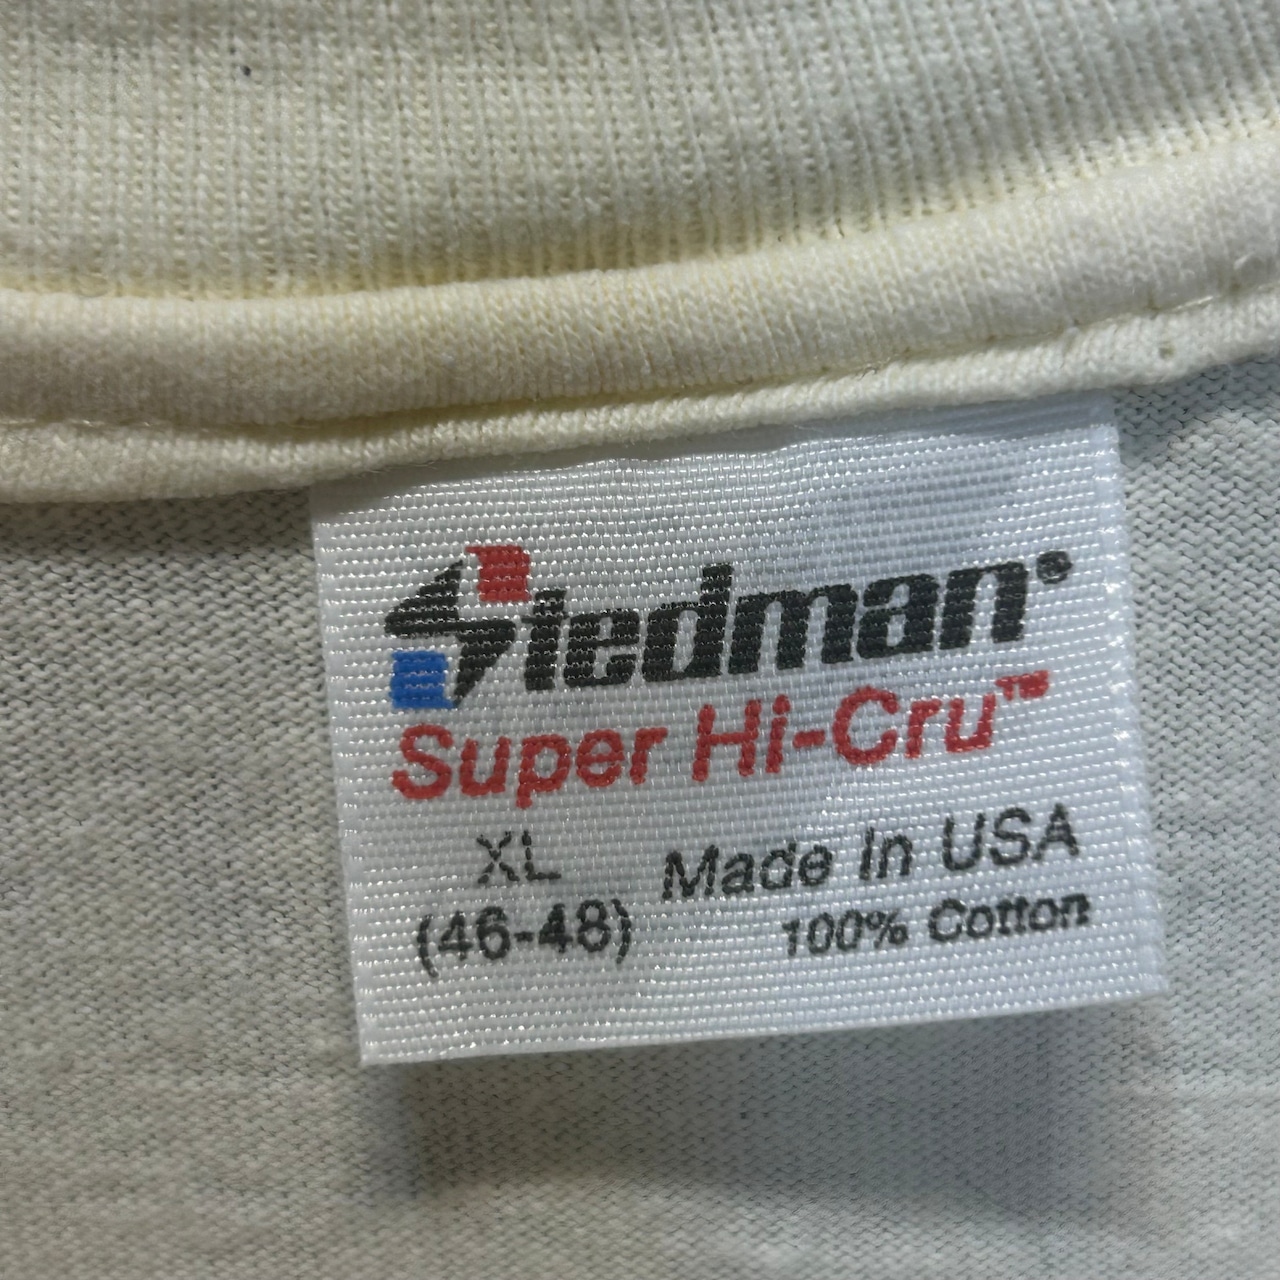 Stedman®
Super Hi-Cru™
XL
(46-48)
Made In USA
100% Cotton